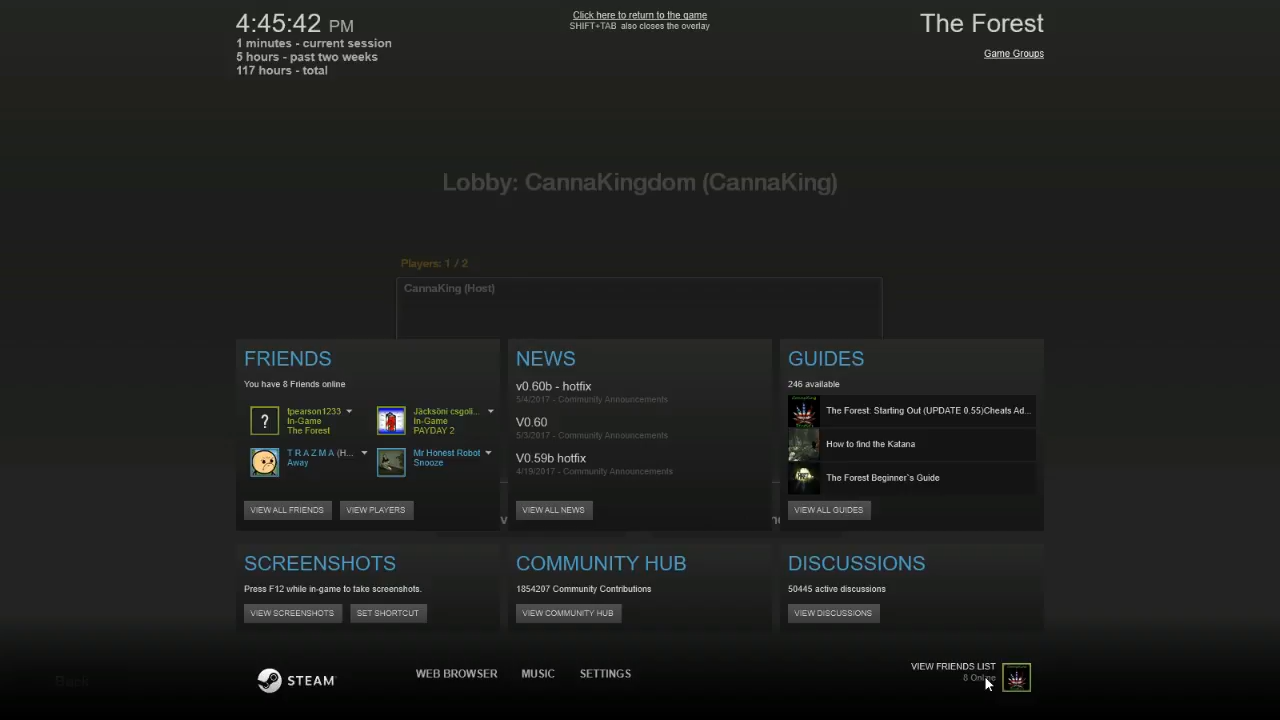 4:45:42 PM
1 minutes - current session
5 hours - past two weeks
117 hours - total
Click here to return to the game
SHIFT+TAB also closes the overlay
The Forest
Game Groups
Lobby: CannaKingdom (CannaKing)
Players: 1 / 2
CannaKing (Host)
FRIENDS
You have 8 Friends online
tpearson1233
In-Game
The Forest
Jäcksöni csgoli...
In-Game
PAYDAY 2
T R A Z M A (H...
Away
Mr Honest Robot
Snooze
VIEW ALL FRIENDS
VIEW PLAYERS
NEWS
v0.60b - hotfix
5/4/2017 - Community Announcements
V0.60
5/3/2017 - Community Announcements
V0.59b hotfix
4/19/2017 - Community Announcements
VIEW ALL NEWS
GUIDES
246 available
The Forest: Starting Out (UPDATE 0.55)Cheats Ad...
How to find the Katana
The Forest Beginner`s Guide
VIEW ALL GUIDES
SCREENSHOTS
Press F12 while in-game to take screenshots.
VIEW SCREENSHOTS
SET SHORTCUT
COMMUNITY HUB
1854207 Community Contributions
VIEW COMMUNITY HUB
DISCUSSIONS
50445 active discussions
VIEW DISCUSSIONS
Back
STEAM
WEB BROWSER
MUSIC
SETTINGS
VIEW FRIENDS LIST
8 Online